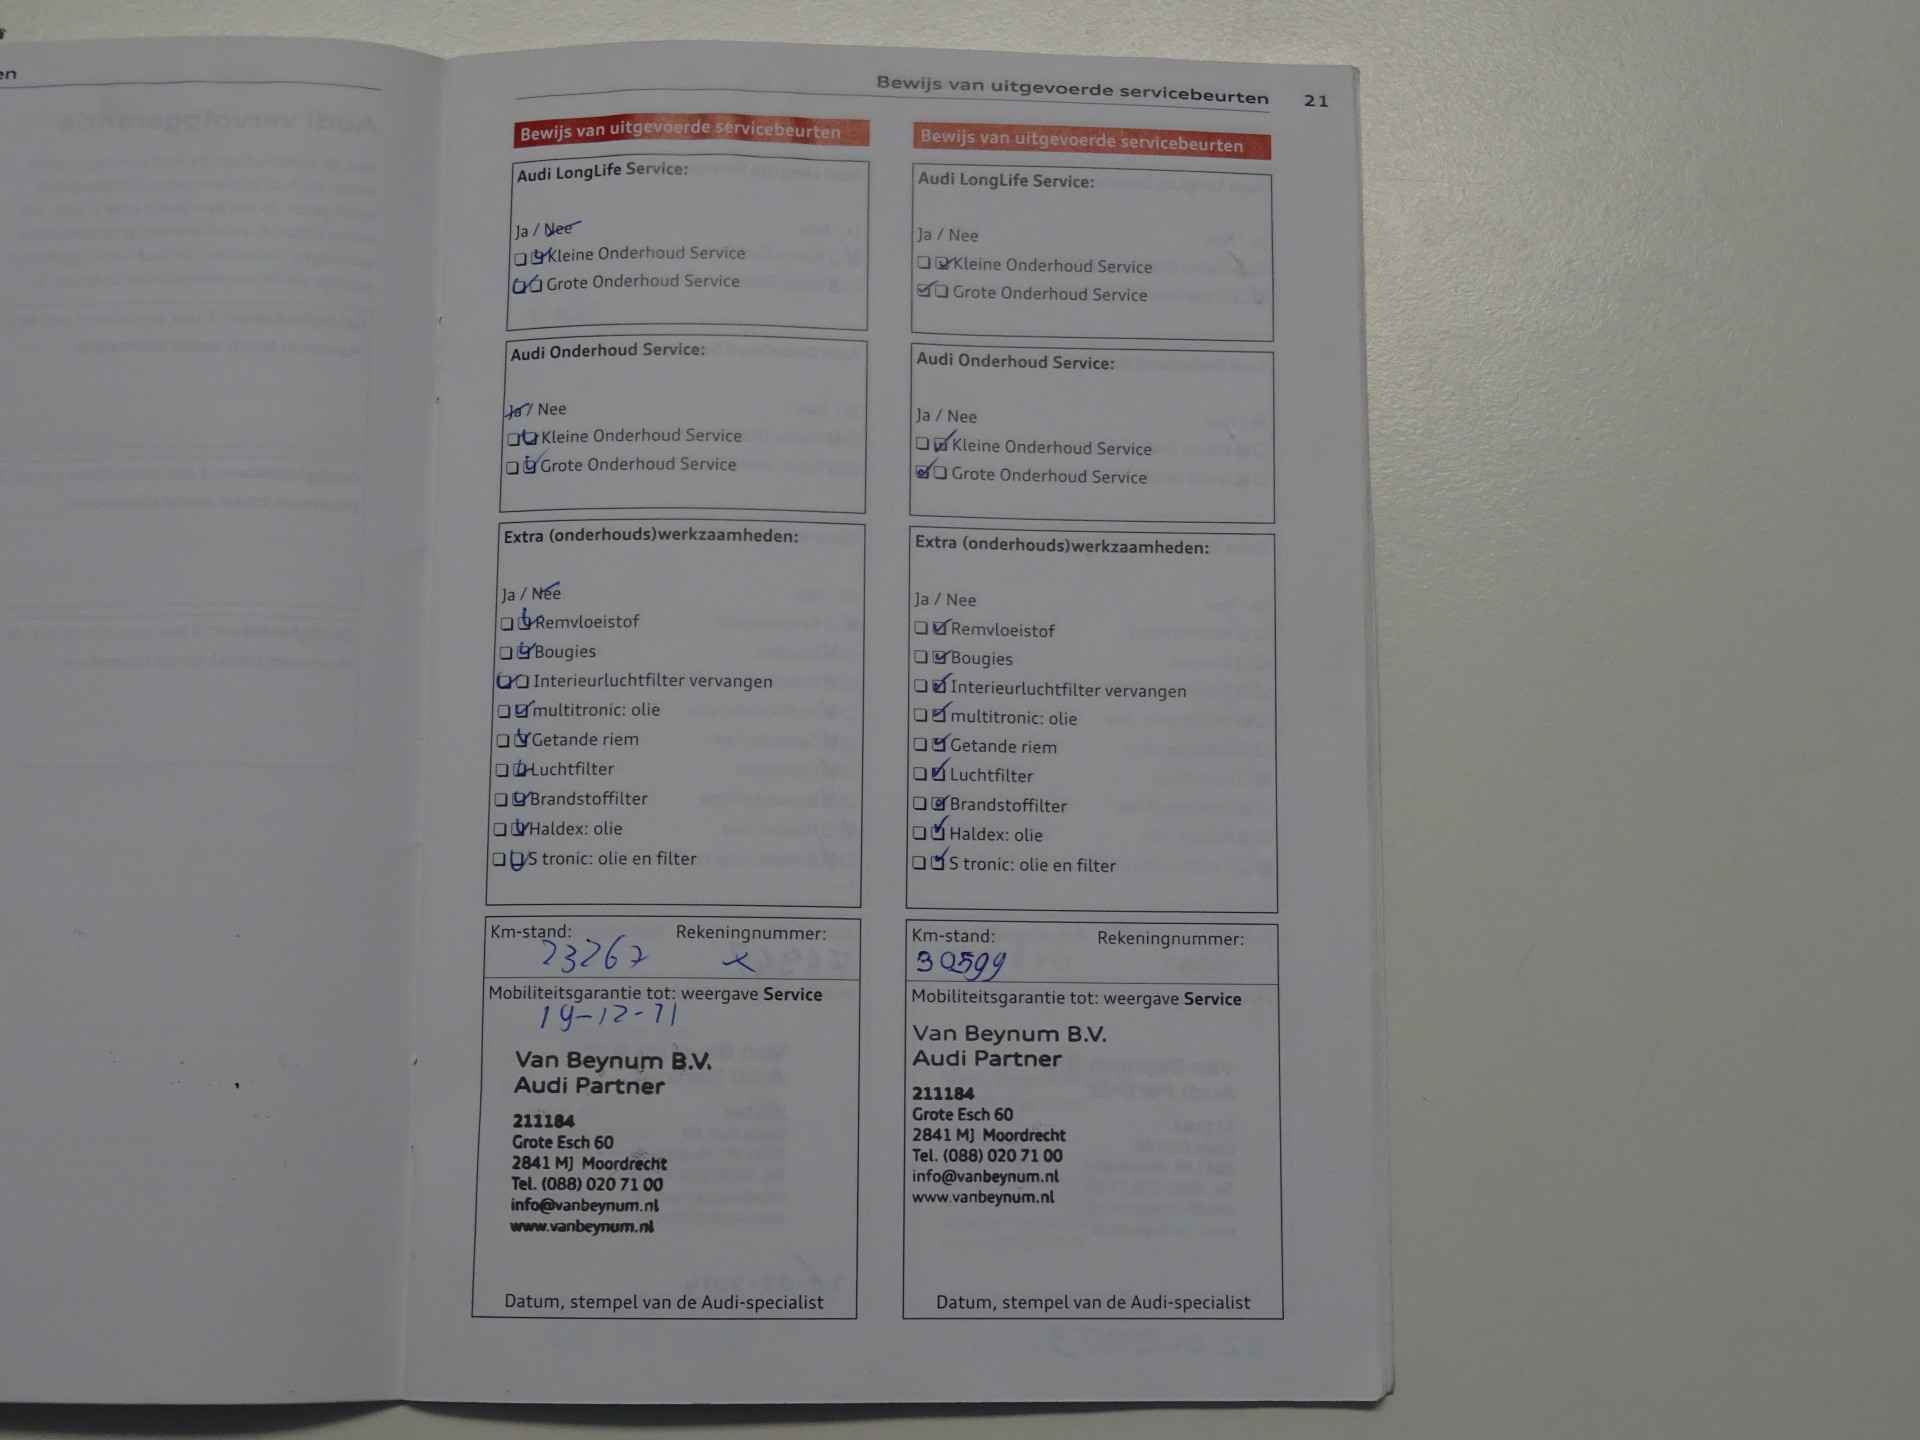 en
Bewijs van uitgevoerde servicebeurten 21
Bewijs van uitgevoerde servicebeurten
Audi LongLife Service:
Ja / Nee
Kleine Onderhoud Service
Grote Onderhoud Service
Audi Onderhoud Service:
Ja / Nee
Kleine Onderhoud Service
Grote Onderhoud Service
Extra (onderhouds)werkzaamheden:
Ja / Nee
Remvloeistof
Bougies
Interieurluchtfilter vervangen
multitronic: olie
Getande riem
Luchtfilter
Brandstoffilter
Haldex: olie
S tronic: olie en filter
Km-stand: Rekeningnummer:
23267 x
Mobiliteitsgarantie tot: weergave Service
19-12-11
Van Beynum B.V.
Audi Partner
211184
Grote Esch 60
2841 MJ Moordrecht
Tel. (088) 020 71 00
info@vanbeynum.nl
www.vanbeynum.nl
Datum, stempel van de Audi-specialist
Bewijs van uitgevoerde servicebeurten
Audi LongLife Service:
Ja / Nee
Kleine Onderhoud Service
Grote Onderhoud Service
Audi Onderhoud Service:
Ja / Nee
Kleine Onderhoud Service
Grote Onderhoud Service
Extra (onderhouds)werkzaamheden:
Ja / Nee
Remvloeistof
Bougies
Interieurluchtfilter vervangen
multitronic: olie
Getande riem
Luchtfilter
Brandstoffilter
Haldex: olie
S tronic: olie en filter
Km-stand: Rekeningnummer:
30599
Mobiliteitsgarantie tot: weergave Service
Van Beynum B.V.
Audi Partner
211184
Grote Esch 60
2841 MJ Moordrecht
Tel. (088) 020 71 00
info@vanbeynum.nl
www.vanbeynum.nl
Datum, stempel van de Audi-specialist